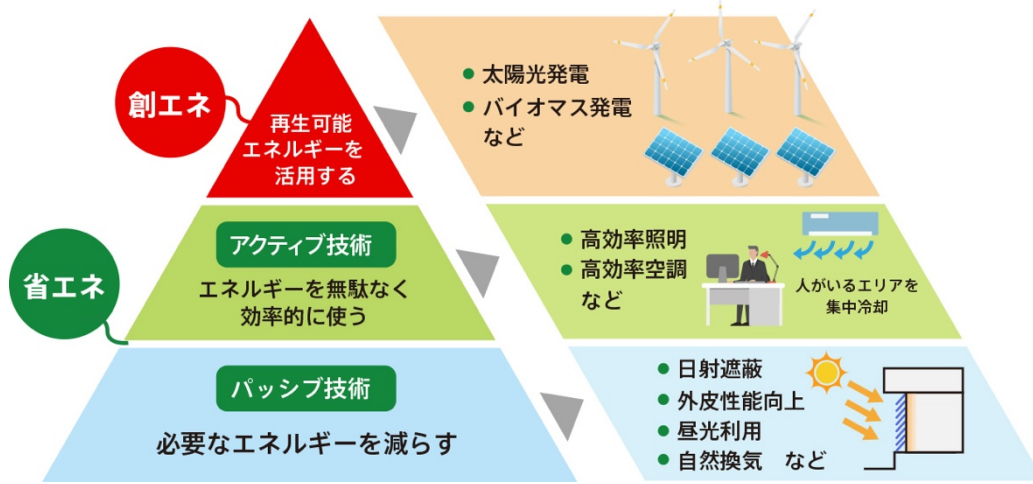 創エネ
再生可能
エネルギーを
活用する
● 太陽光発電
● バイオマス発電
など
省エネ
アクティブ技術
エネルギーを無駄なく
効率的に使う
● 高効率照明
● 高効率空調
など
人がいるエリアを
集中冷却
パッシブ技術
必要なエネルギーを減らす
● 日射遮蔽
● 外皮性能向上
● 昼光利用
● 自然換気　など